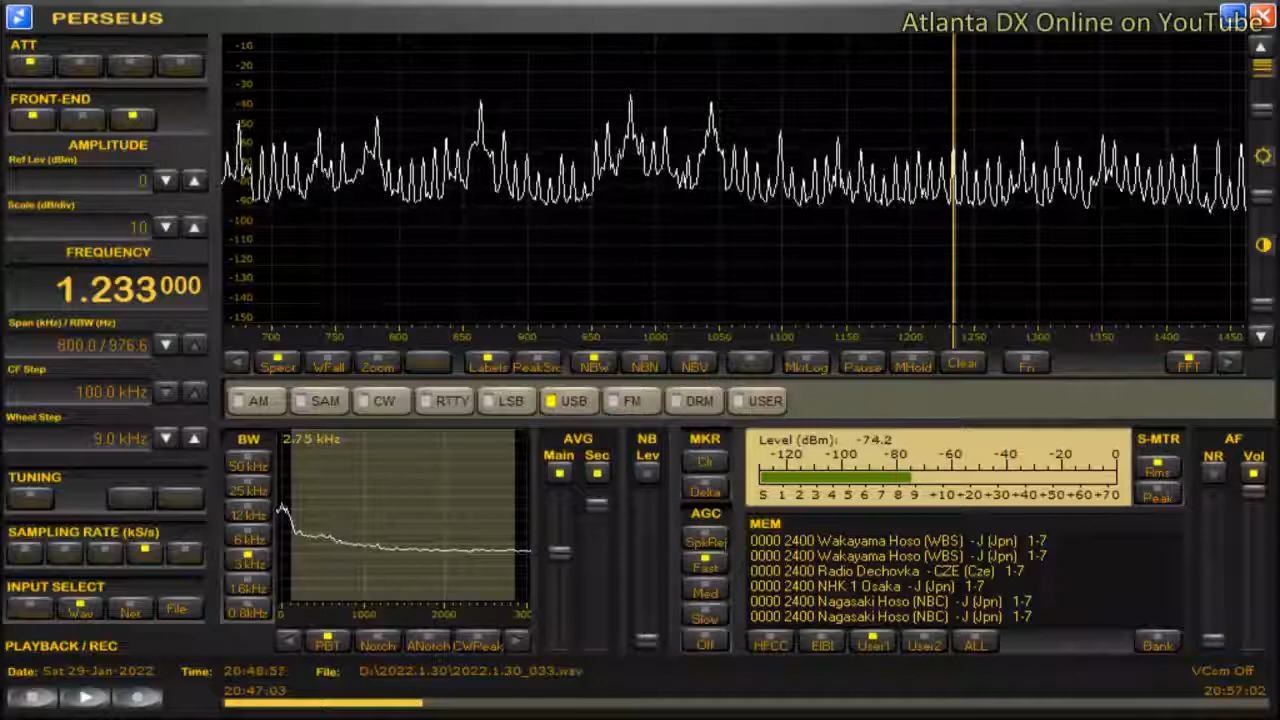 PERSEUS
Atlanta DX Online on YouTube
ATT
FRONT-END
AMPLITUDE
Ref Lev (dBm)
0
Scale (dB/div)
10
FREQUENCY
1.233000
Span (kHz) / RBW (Hz)
800.0 / 976.6
CF Step
100.0 kHz
Wheel Step
9.0 kHz
TUNING
SAMPLING RATE (kS/s)
INPUT SELECT
Wav Net File
PLAYBACK / REC
-10
-20
-30
-40
-50
-60
-70
-80
-90
-100
-110
-120
-130
-140
-150
700 750 800 850 900 950 1000 1050 1100 1150 1200 1250 1300 1350 1400 1450
Spect WFall Zoom Labels PeakSrc NBW NBN NBV MkrLog Pause MHold Clear Fn FFT
AM SAM CW RTTY LSB USB FM DRM USER
BW
50 kHz
25 kHz
12 kHz
6 kHz
3 kHz
1.6kHz
0.8kHz
2.75 kHz
0 1000 2000 300
PBT Notch ANotch CWPeak
AVG
Main Sec
NB
Lev
MKR
Ch
Delta
AGC
SpkRej
Fast
Med
Slow
Off
Level (dBm): -74.2
-120 -100 -80 -60 -40 -20 0
S 1 2 3 4 5 6 7 8 9 +10+20+30+40+50+60+70
S-MTR
Rms
Peak
AF
NR Vol
MEM
0000 2400 Wakayama Hoso (WBS) - J (Jpn) 1-7
0000 2400 Wakayama Hoso (WBS) - J (Jpn) 1-7
0000 2400 Radio Dechovka - CZE (Cze) 1-7
0000 2400 NHK 1 Osaka - J (Jpn) 1-7
0000 2400 Nagasaki Hoso (NBC) - J (Jpn) 1-7
0000 2400 Nagasaki Hoso (NBC) - J (Jpn) 1-7
HFCC EIBI User1 User2 ALL Bank
Date: Sat 29-Jan-2022 Time: 20:48:57 File: D:\2022.1.30\2022.1.30_033.wav VCom Off
20:47:03 20:57:02